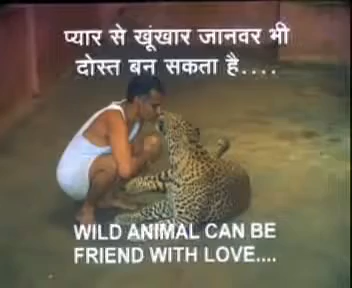 प्यार से खूंखार जानवर भी
दोस्त बन सकता है....
WILD ANIMAL CAN BE
FRIEND WITH LOVE....